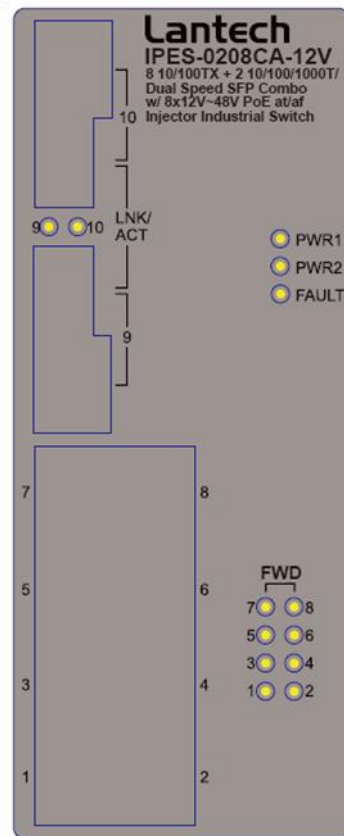 Lantech
IPES-0208CA-12V
8 10/100TX + 2 10/100/1000T/
Dual Speed SFP Combo
w/ 8x12V~48V PoE at/af
Injector Industrial Switch
10
9 10 LNK/
ACT
PWR1
PWR2
FAULT
9
7 8
5 6
3 4
1 2
FWD
7 8
5 6
3 4
1 2